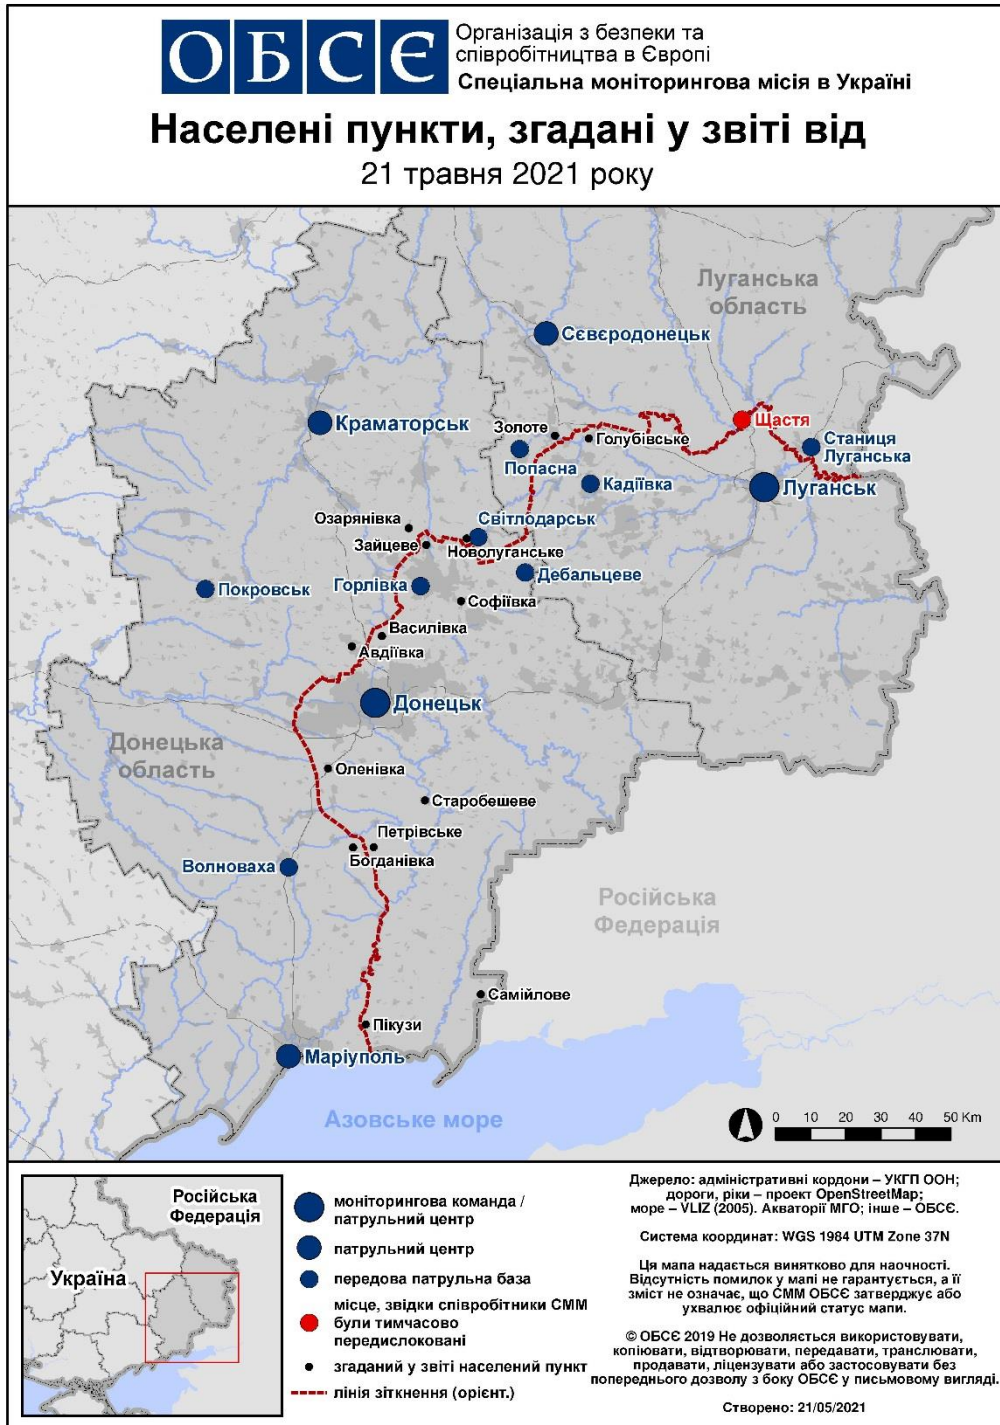 ОБСЄ
Організація з безпеки та
співробітництва в Європі
Спеціальна моніторингова місія в Україні
Населені пункти, згадані у звіті від
21 травня 2021 року
Луганська
область
Сєвєродонецьк
Краматорськ
Золоте
Голубівське
Щастя
Станиця
Луганська
Попасна
Кадіївка
Луганськ
Озарянівка
Світлодарськ
Зайцеве
Новолуганське
Покровськ
Горлівка
Дебальцеве
Софіївка
Василівка
Авдіївка
Донецьк
Донецька
область
Оленівка
Старобешеве
Петрівське
Богданівка
Волноваха
Російська
Федерація
Самійлове
Пікузи
Маріуполь
Азовське море
0 10 20 30 40 50 Km
Російська
Федерація
Україна
моніторингова команда /
патрульний центр
патрульний центр
передова патрульна база
місце, звідки співробітники СММ
були тимчасово
передислоковані
згаданий у звіті населений пункт
лінія зіткнення (орієнт.)
Джерело: адміністративні кордони – УКГП ООН;
дороги, ріки – проект OpenStreetMap;
море – VLIZ (2005). Акваторії МГО; інше – ОБСЄ.
Система координат: WGS 1984 UTM Zone 37N
Ця мапа надається винятково для наочності.
Відсутність помилок у мапі не гарантується, а її
зміст не означає, що СММ ОБСЄ затверджує або
ухвалює офіційний статус мапи.
© ОБСЄ 2019 Не дозволяється використовувати,
копіювати, відтворювати, передавати, транслювати,
продавати, ліцензувати або застосовувати без
попереднього дозволу з боку ОБСЄ у письмовому вигляді.
Створено: 21/05/2021